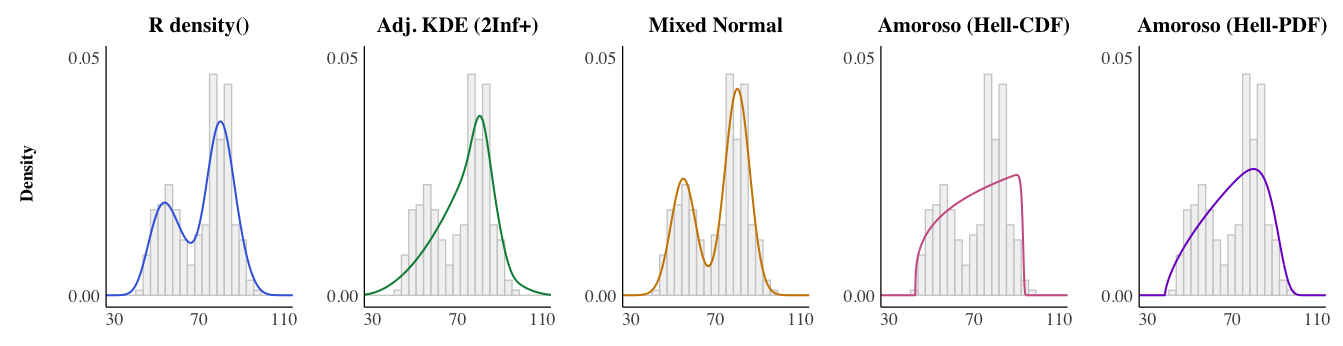 R density()
Adj. KDE (2Inf+)
Mixed Normal
Amoroso (Hell-CDF)
Amoroso (Hell-PDF)
Density
0.05
0.00
30 70 110
0.05
0.00
30 70 110
0.05
0.00
30 70 110
0.05
0.00
30 70 110
0.05
0.00
30 70 110